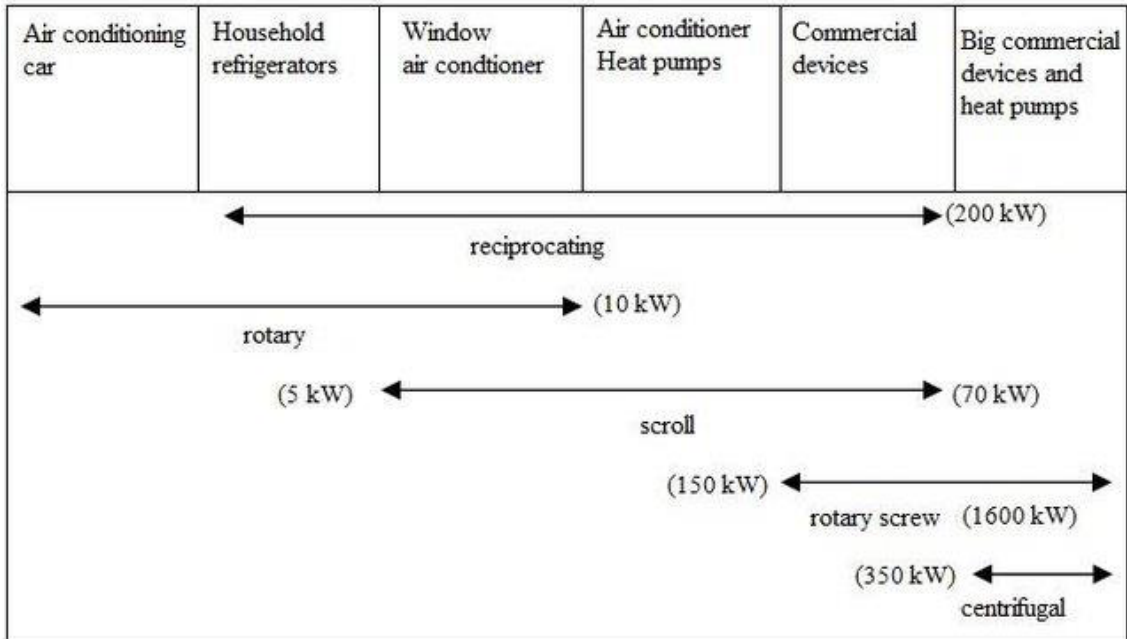 Air conditioning
car
Household
refrigerators
Window
air condtioner
Air conditioner
Heat pumps
Commercial
devices
Big commercial
devices and
heat pumps
(200 kW)
reciprocating
(10 kW)
rotary
(5 kW)
(70 kW)
scroll
(150 kW)
rotary screw (1600 kW)
(350 kW)
centrifugal